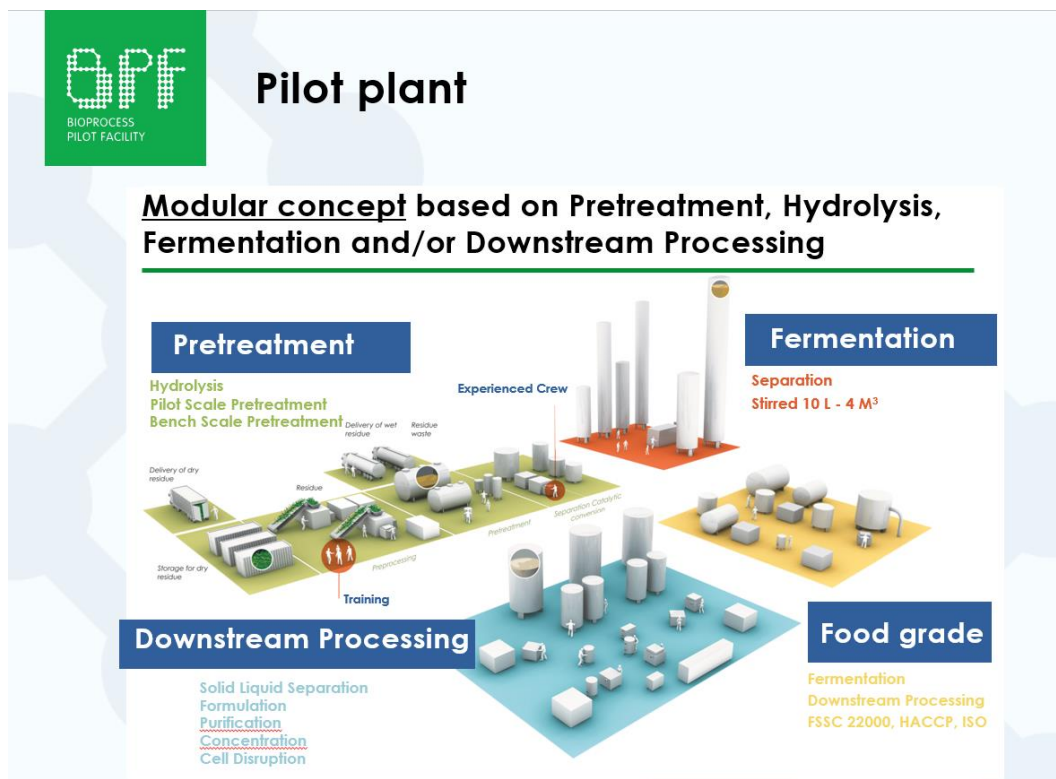 BPF
BIOPROCESS
PILOT FACILITY
Pilot plant
Modular concept based on Pretreatment, Hydrolysis,
Fermentation and/or Downstream Processing
Pretreatment
Hydrolysis
Pilot Scale Pretreatment
Bench Scale Pretreatment
Experienced Crew
Fermentation
Separation
Stirred 10 L - 4 M³
Delivery of wet
residue
Residue
waste
Delivery of dry
residue
Residue
Pretreatment
Separation Catalytic
conversion
Preprocessing
Storage for dry
residue
Training
Downstream Processing
Solid Liquid Separation
Formulation
Purification
Concentration
Cell Disruption
Food grade
Fermentation
Downstream Processing
FSSC 22000, HACCP, ISO